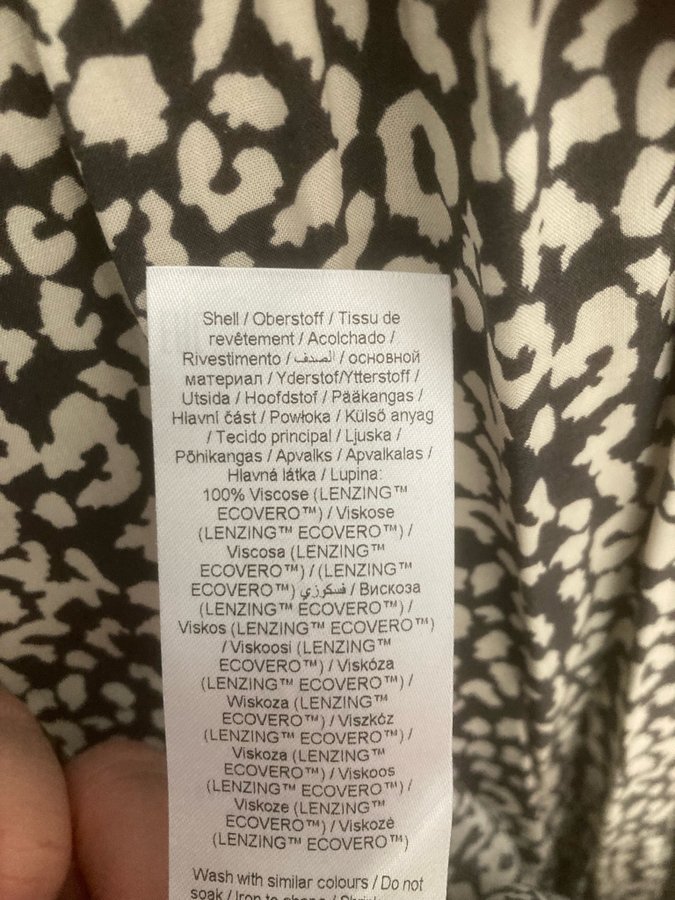 Shell / Oberstoff / Tissu de
revêtement / Acolchado /
Rivestimento / الصدف / основной
материал / Yderstof/Ytterstoff /
Utsida / Hoofdstof / Pääkangas /
Hlavní část / Powłoka / Külső anyag
/ Tecido principal / Ljuska /
Põhikangas / Apvalks / Apvalkalas /
Hlavná látka / Lupina:
100% Viscose (LENZING™
ECOVERO™) / Viskose
(LENZING™ ECOVERO™) /
Viscosa (LENZING™
ECOVERO™) / (LENZING™
ECOVERO™) فسكوزي / Вискоза
(LENZING™ ECOVERO™) /
Viskos (LENZING™ ECOVERO™)
/ Viskoosi (LENZING™
ECOVERO™) / Viskóza
(LENZING™ ECOVERO™) /
Wiskoza (LENZING™
ECOVERO™) / Viszkóz
(LENZING™ ECOVERO™) /
Viskoza (LENZING™
ECOVERO™) / Viskoos
(LENZING™ ECOVERO™) /
Viskoze (LENZING™
ECOVERO™) / Viskozė
(LENZING™ ECOVERO™)
Wash with similar colours / Do not
soak / Iron to shape /